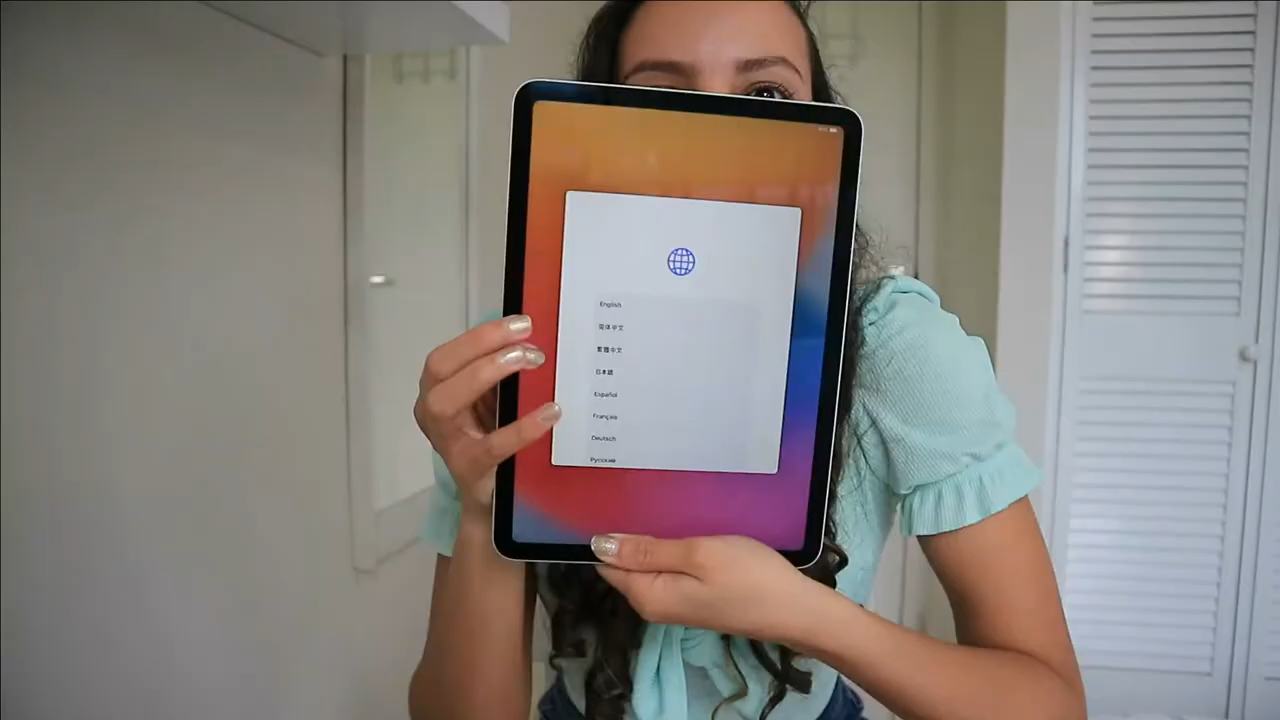 English
简体中文
繁體中文
日本語
Español
Français
Deutsch
Русский